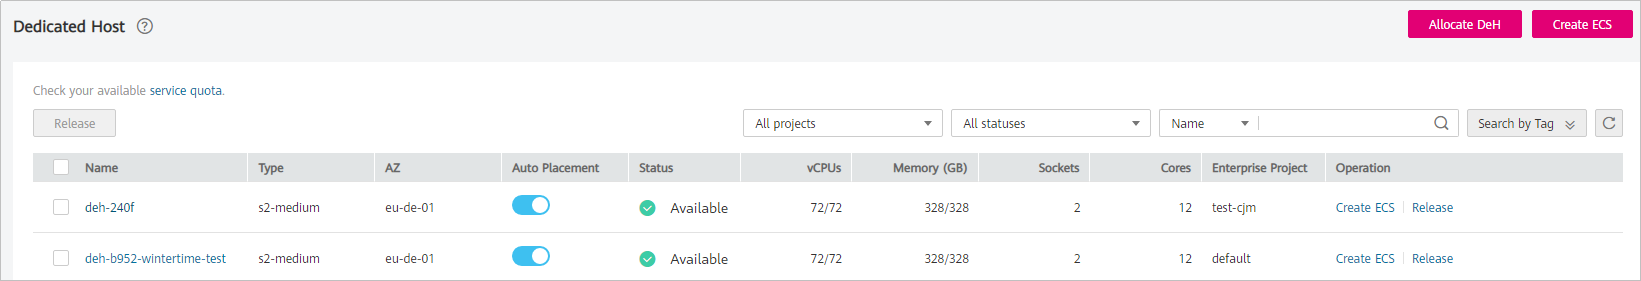 Dedicated Host ?
Allocate DeH Create ECS
Check your available service quota.
Release All projects All statuses Name Search by Tag
Name Type AZ Auto Placement Status vCPUs Memory (GB) Sockets Cores Enterprise Project Operation
deh-240f s2-medium eu-de-01 Available 72/72 328/328 2 12 test-cjm Create ECS Release
deh-b952-wintertime-test s2-medium eu-de-01 Available 72/72 328/328 2 12 default Create ECS Release